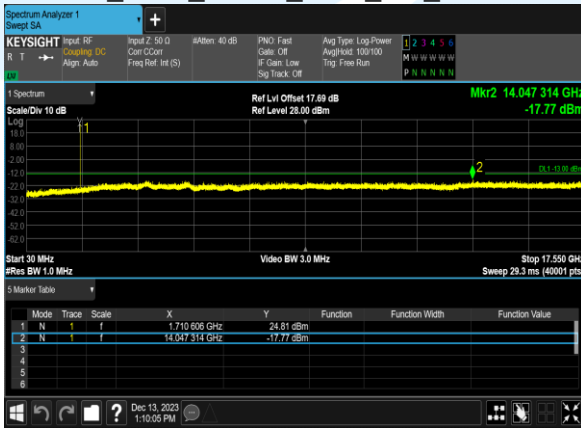 Spectrum Analyzer 1
Swept SA
+
KEYSIGHT Input: RF Input Z: 50 Ω #Atten: 40 dB PNO: Fast Avg Type: Log-Power 1 2 3 4 5 6
R T Coupling: DC Corr CCorr Gate: Off Avg|Hold: 100/100 M W W W W W
Align: Auto Freq Ref: Int (S) IF Gain: Low Trig: Free Run
Sig Track: Off P N N N N N
1 Spectrum Ref Lvl Offset 17.69 dB Mkr2 14.047 314 GHz
Scale/Div 10 dB Ref Level 28.00 dBm -17.77 dBm
Log
18.0
8.00
-2.00
-12.0
-22.0
-32.0
-42.0
-52.0
-62.0
1
2
DL1 -13.00 dBm
Start 30 MHz Video BW 3.0 MHz Stop 17.550 GHz
#Res BW 1.0 MHz Sweep 29.3 ms (40001 pts)
5 Marker Table
Mode Trace Scale X Y Function Function Width Function Value
1 N 1 f 1.710 606 GHz 24.81 dBm
2 N 1 f 14.047 314 GHz -17.77 dBm
3
4
5
6
? Dec 13, 2023
1:10:05 PM